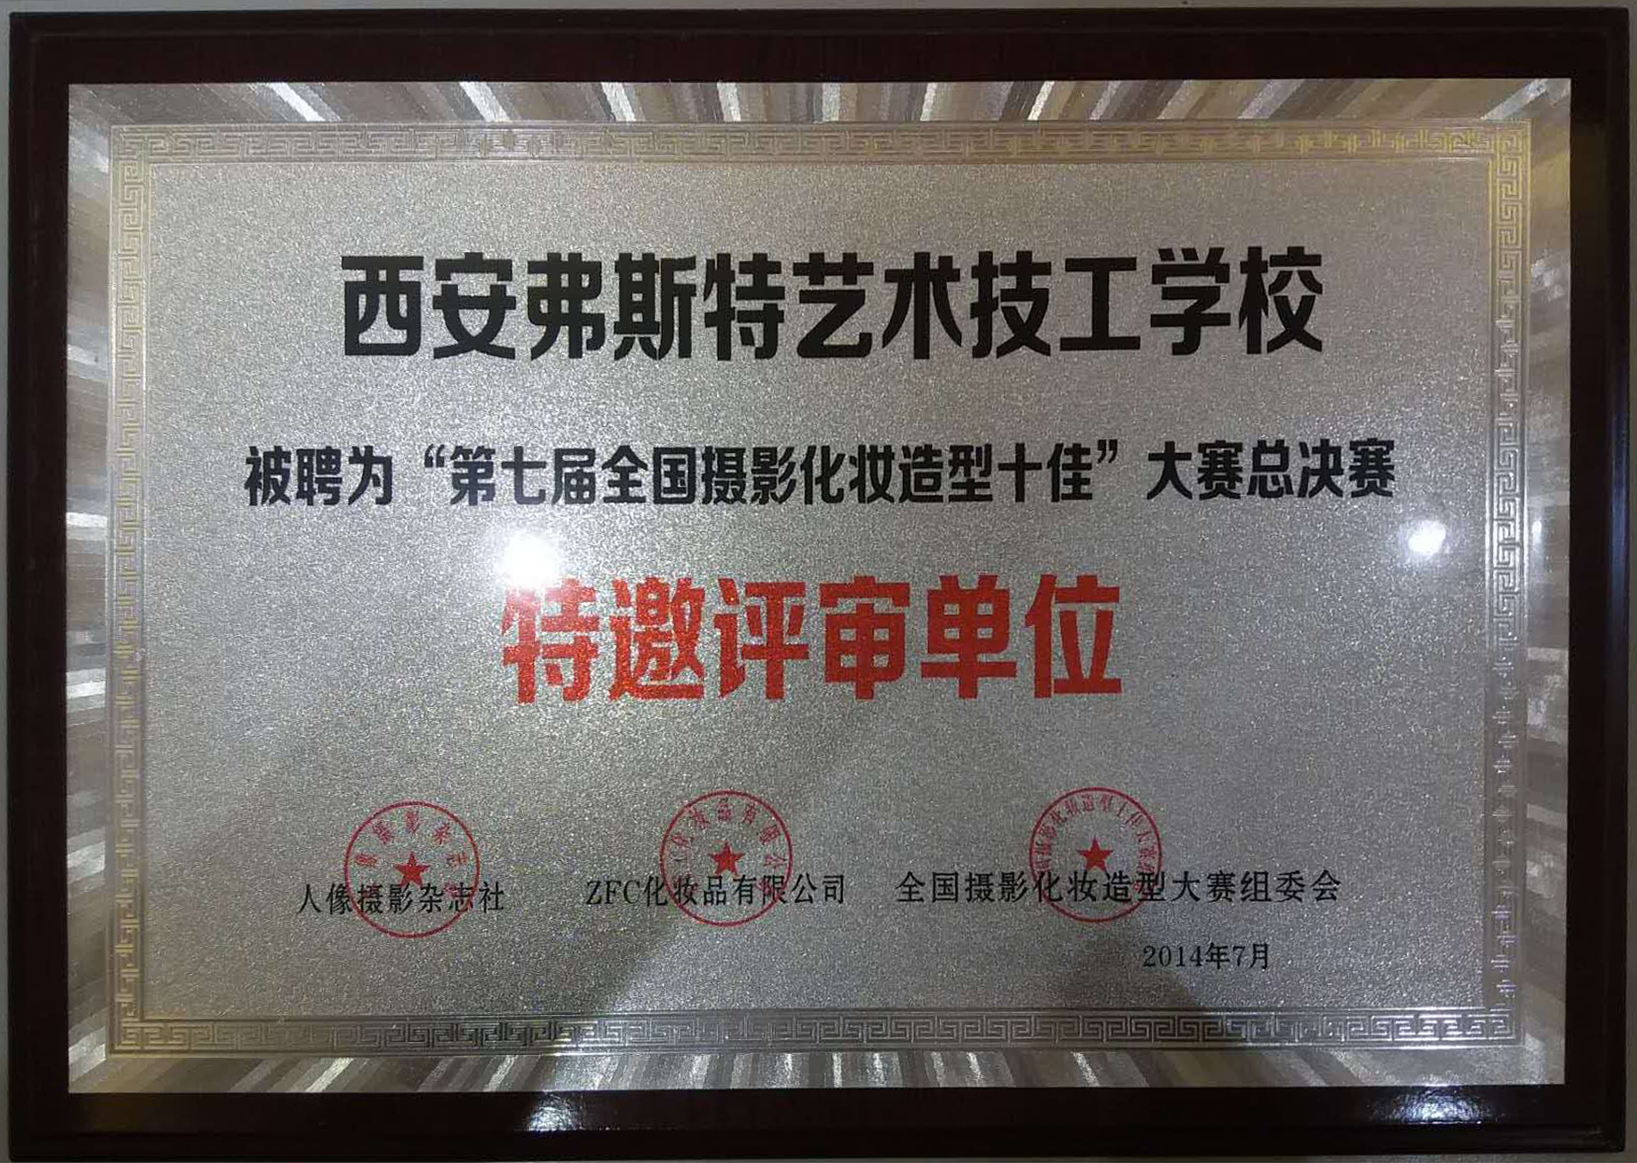 西安弗斯特艺术技工学校
被聘为“第七届全国摄影化妆造型十佳”大赛总决赛
特邀评审单位
人像摄影杂志社 ZFC化妆品有限公司 全国摄影化妆造型大赛组委会
2014年7月